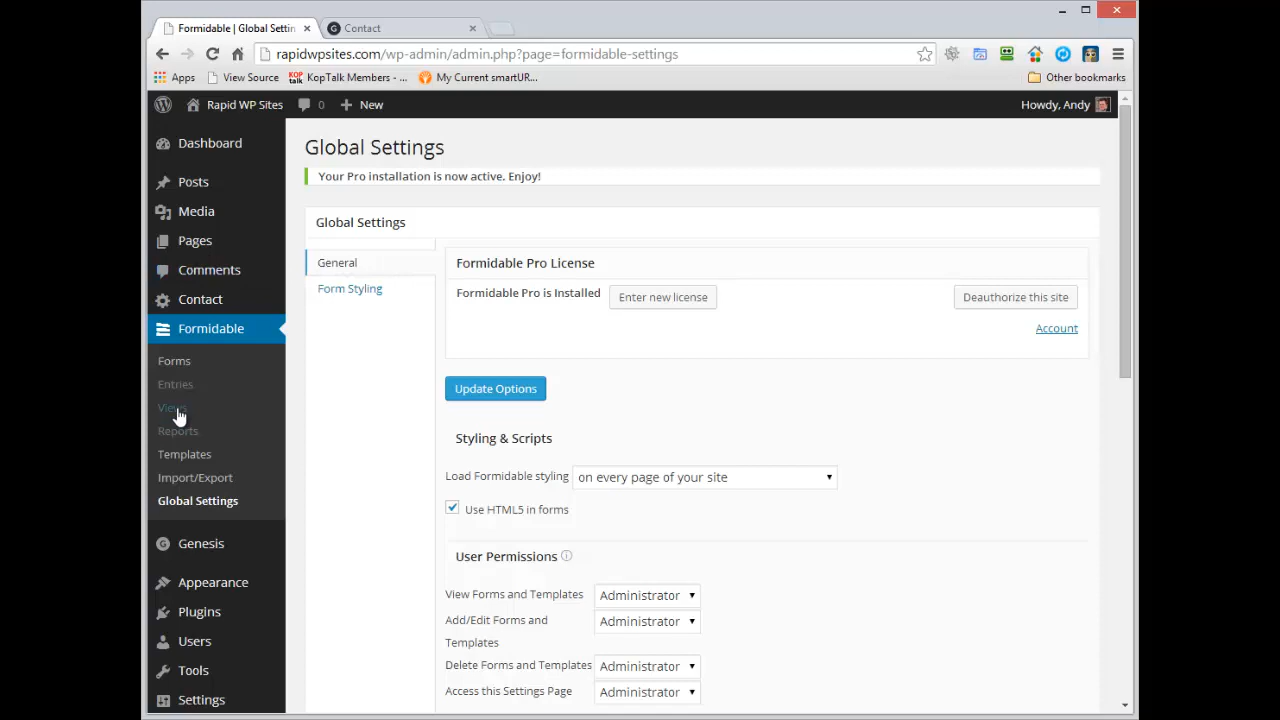 Formidable | Global Settin
Contact
rapidwpsites.com/wp-admin/admin.php?page=formidable-settings
Apps
View Source
KOP talk
KopTalk Members - ...
My Current smartUR...
Other bookmarks
Rapid WP Sites
0
New
Howdy, Andy
Dashboard
Posts
Media
Pages
Comments
Contact
Formidable
Forms
Entries
Views
Reports
Templates
Import/Export
Global Settings
Genesis
Appearance
Plugins
Users
Tools
Settings
Global Settings
Your Pro installation is now active. Enjoy!
Global Settings
General
Form Styling
Formidable Pro License
Formidable Pro is Installed
Enter new license
Deauthorize this site
Account
Update Options
Styling & Scripts
Load Formidable styling
on every page of your site
Use HTML5 in forms
User Permissions
View Forms and Templates
Administrator
Add/Edit Forms and
Templates
Administrator
Delete Forms and Templates
Administrator
Access this Settings Page
Administrator